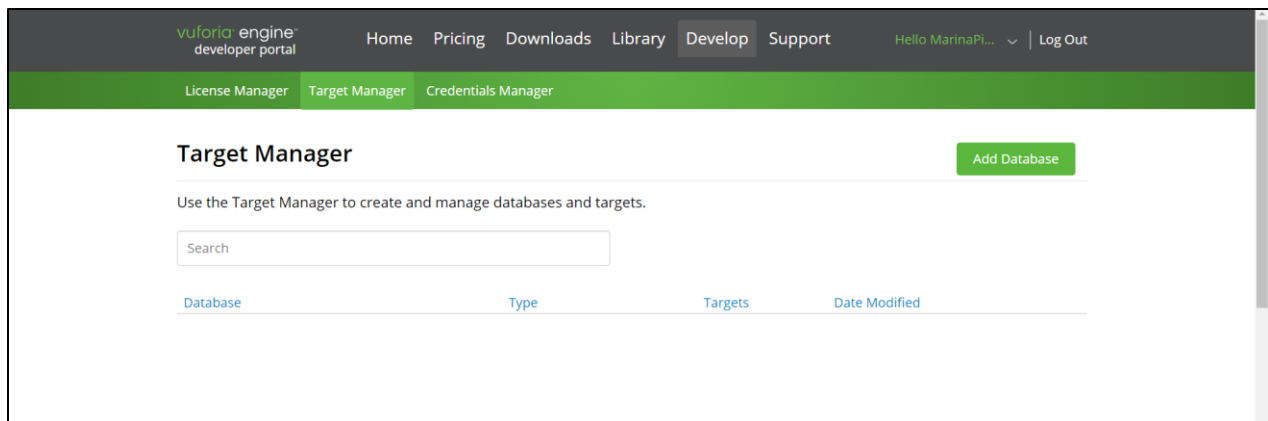 vuforia engine™
developer portal
Home Pricing Downloads Library Develop Support Hello MarinaPi... | Log Out
License Manager Target Manager Credentials Manager
Target Manager
Add Database
Use the Target Manager to create and manage databases and targets.
Search
Database Type Targets Date Modified